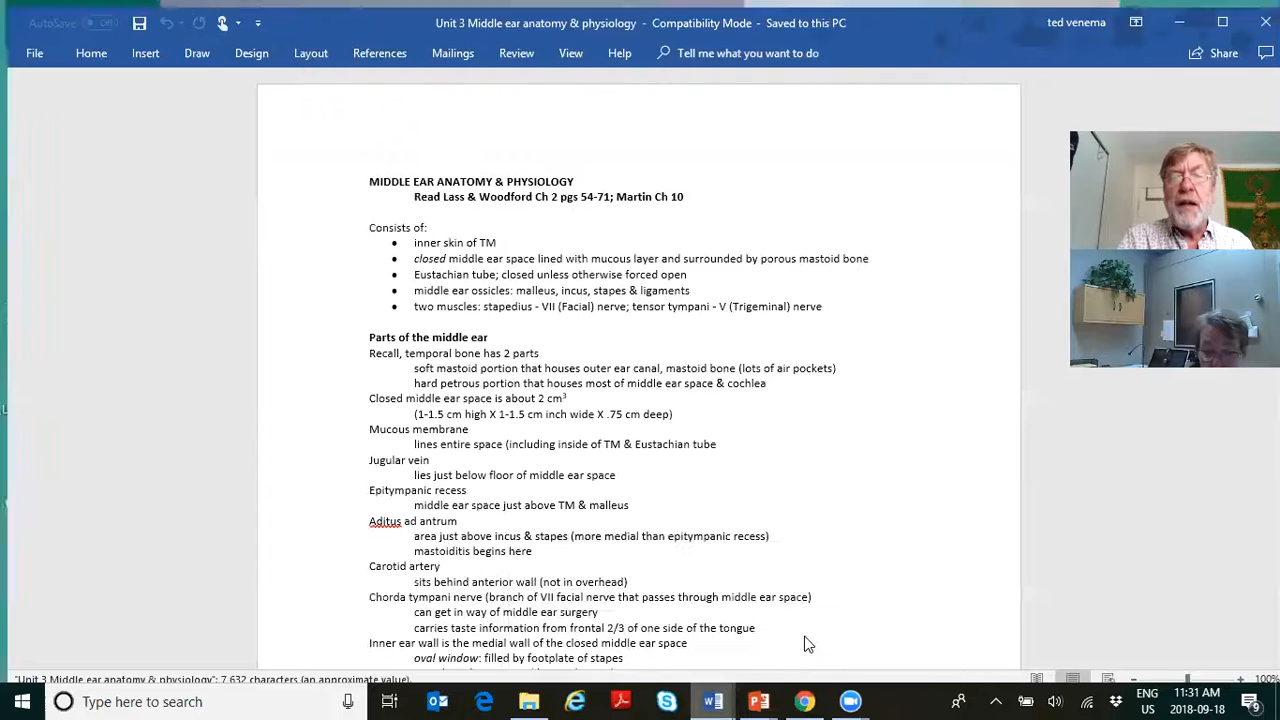 AutoSave Off
Unit 3 Middle ear anatomy & physiology - Compatibility Mode - Saved to this PC
ted venema
File Home Insert Draw Design Layout References Mailings Review View Help Tell me what you want to do Share
MIDDLE EAR ANATOMY & PHYSIOLOGY
Read Lass & Woodford Ch 2 pgs 54-71; Martin Ch 10
Consists of:
• inner skin of TM
• closed middle ear space lined with mucous layer and surrounded by porous mastoid bone
• Eustachian tube; closed unless otherwise forced open
• middle ear ossicles: malleus, incus, stapes & ligaments
• two muscles: stapedius - VII (Facial) nerve; tensor tympani - V (Trigeminal) nerve
Parts of the middle ear
Recall, temporal bone has 2 parts
soft mastoid portion that houses outer ear canal, mastoid bone (lots of air pockets)
hard petrous portion that houses most of middle ear space & cochlea
Closed middle ear space is about 2 cm³
(1-1.5 cm high X 1-1.5 cm inch wide X .75 cm deep)
Mucous membrane
lines entire space (including inside of TM & Eustachian tube
Jugular vein
lies just below floor of middle ear space
Epitympanic recess
middle ear space just above TM & malleus
Aditus ad antrum
area just above incus & stapes (more medial than epitympanic recess)
mastoiditis begins here
Carotid artery
sits behind anterior wall (not in overhead)
Chorda tympani nerve (branch of VII facial nerve that passes through middle ear space)
can get in way of middle ear surgery
carries taste information from frontal 2/3 of one side of the tongue
Inner ear wall is the medial wall of the closed middle ear space
oval window: filled by footplate of stapes
"Unit 3 Middle ear anatomy & physiology": 7,632 characters (an approximate value).
100%
Type here to search
ENG
US
11:31 AM
2018-09-18
9